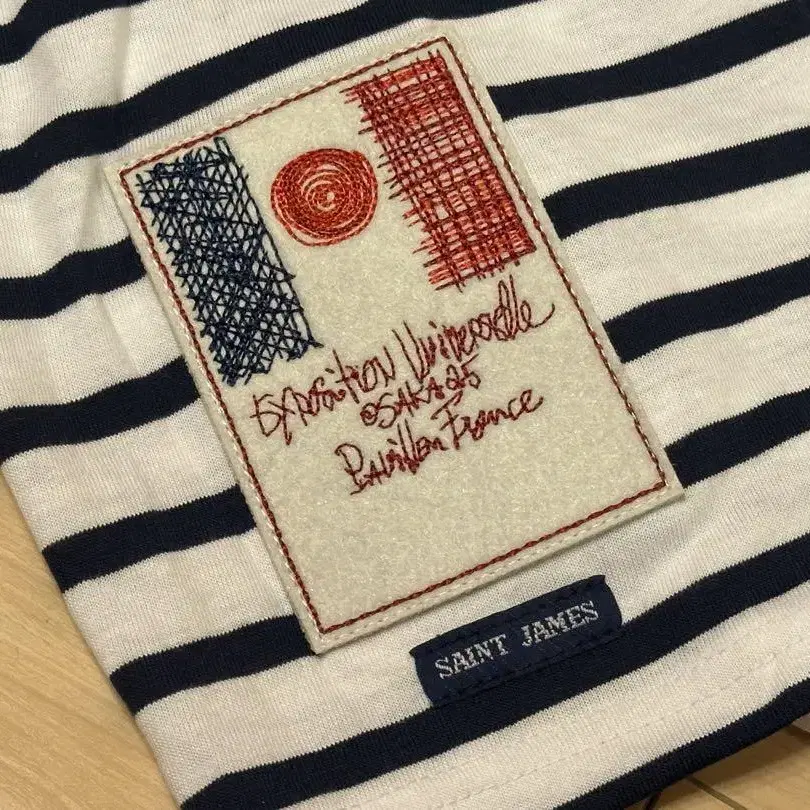 EXPOSITION Universelle
OSAKA 25
PAVILLON FRANCE
SAINT JAMES